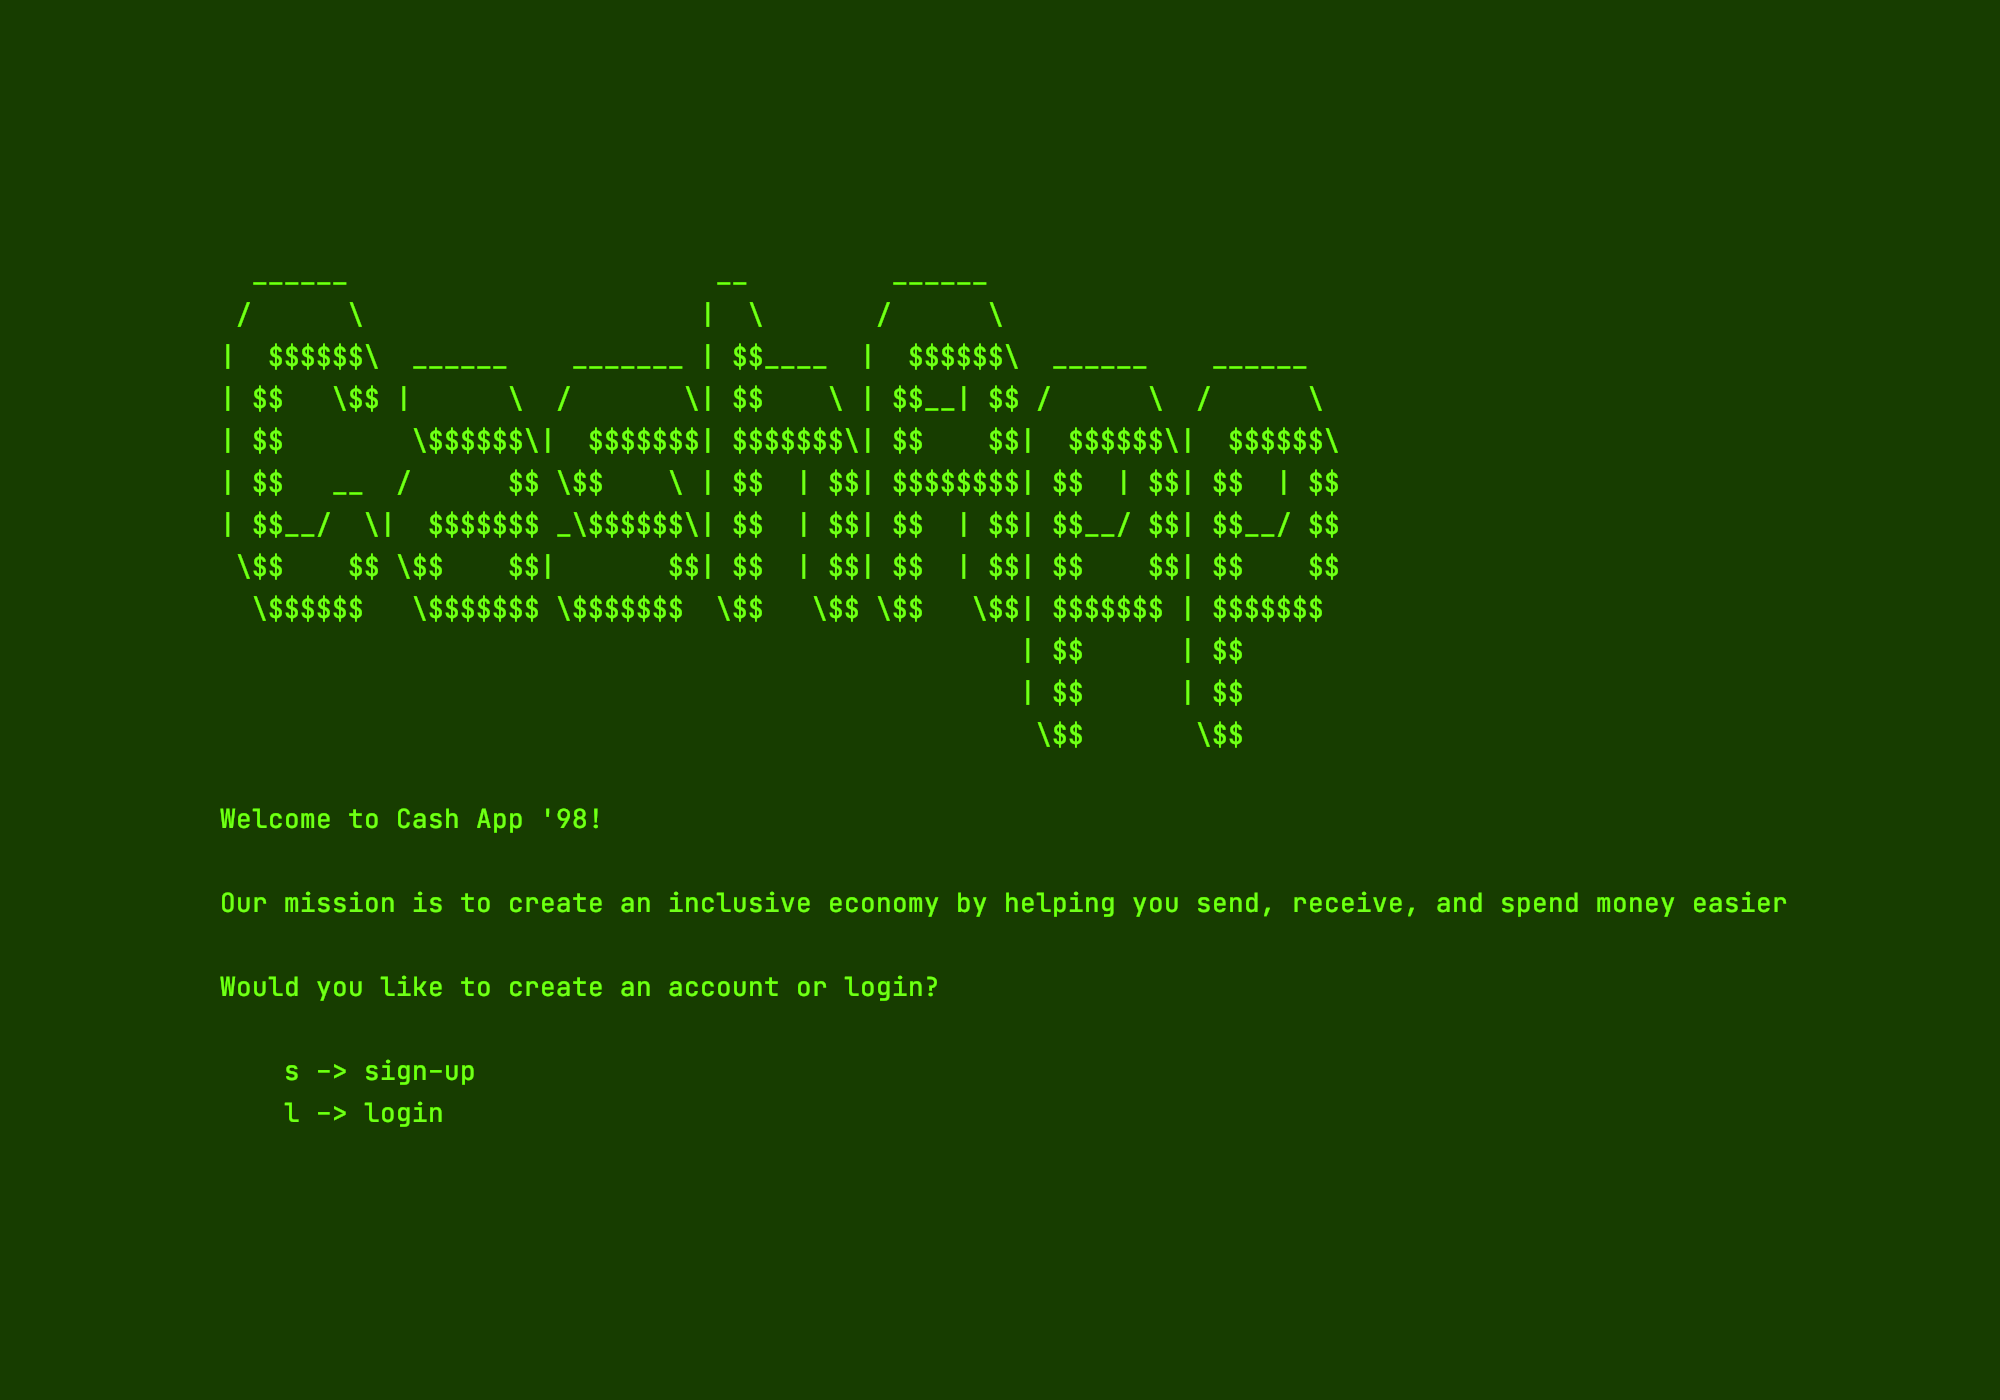 ______                       __         ______
 /      \                     |  \       /      \
|  $$$$$$\  ______    _______ | $$____  |  $$$$$$\  ______    ______
| $$   \$$ |      \  /       \| $$    \ | $$__| $$ /      \  /      \
| $$        \$$$$$$\|  $$$$$$$| $$$$$$$\| $$    $$|  $$$$$$\|  $$$$$$\
| $$   __  /      $$ \$$    \ | $$  | $$| $$$$$$$$| $$  | $$| $$  | $$
| $$__/  \|  $$$$$$$ _\$$$$$$\| $$  | $$| $$  | $$| $$__/ $$| $$__/ $$
 \$$    $$ \$$    $$|       $$| $$  | $$| $$  | $$| $$    $$| $$    $$
  \$$$$$$   \$$$$$$$ \$$$$$$$  \$$   \$$ \$$   \$$| $$$$$$$ | $$$$$$$
                                                  | $$      | $$
                                                  | $$      | $$
                                                   \$$       \$$
Welcome to Cash App '98!
Our mission is to create an inclusive economy by helping you send, receive, and spend money easier
Would you like to create an account or login?
s -> sign-up
l -> login